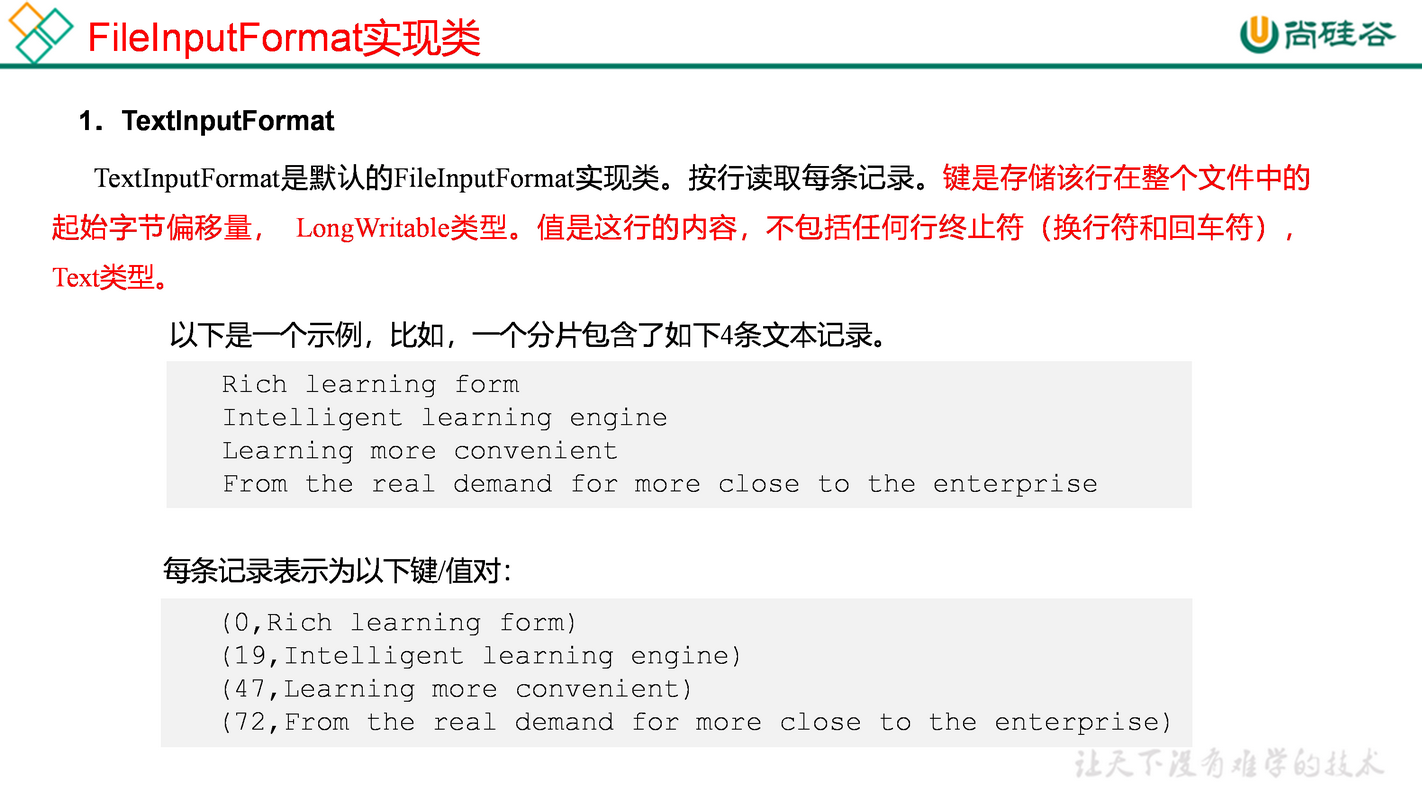 FileInputFormat实现类
尚硅谷
1. TextInputFormat
TextInputFormat是默认的FileInputFormat实现类。按行读取每条记录。键是存储该行在整个文件中的
起始字节偏移量， LongWritable类型。值是这行的内容，不包括任何行终止符（换行符和回车符），
Text类型。
以下是一个示例，比如，一个分片包含了如下4条文本记录。
Rich learning form
Intelligent learning engine
Learning more convenient
From the real demand for more close to the enterprise
每条记录表示为以下键/值对：
(0,Rich learning form)
(19,Intelligent learning engine)
(47,Learning more convenient)
(72,From the real demand for more close to the enterprise)
让天下没有难学的技术